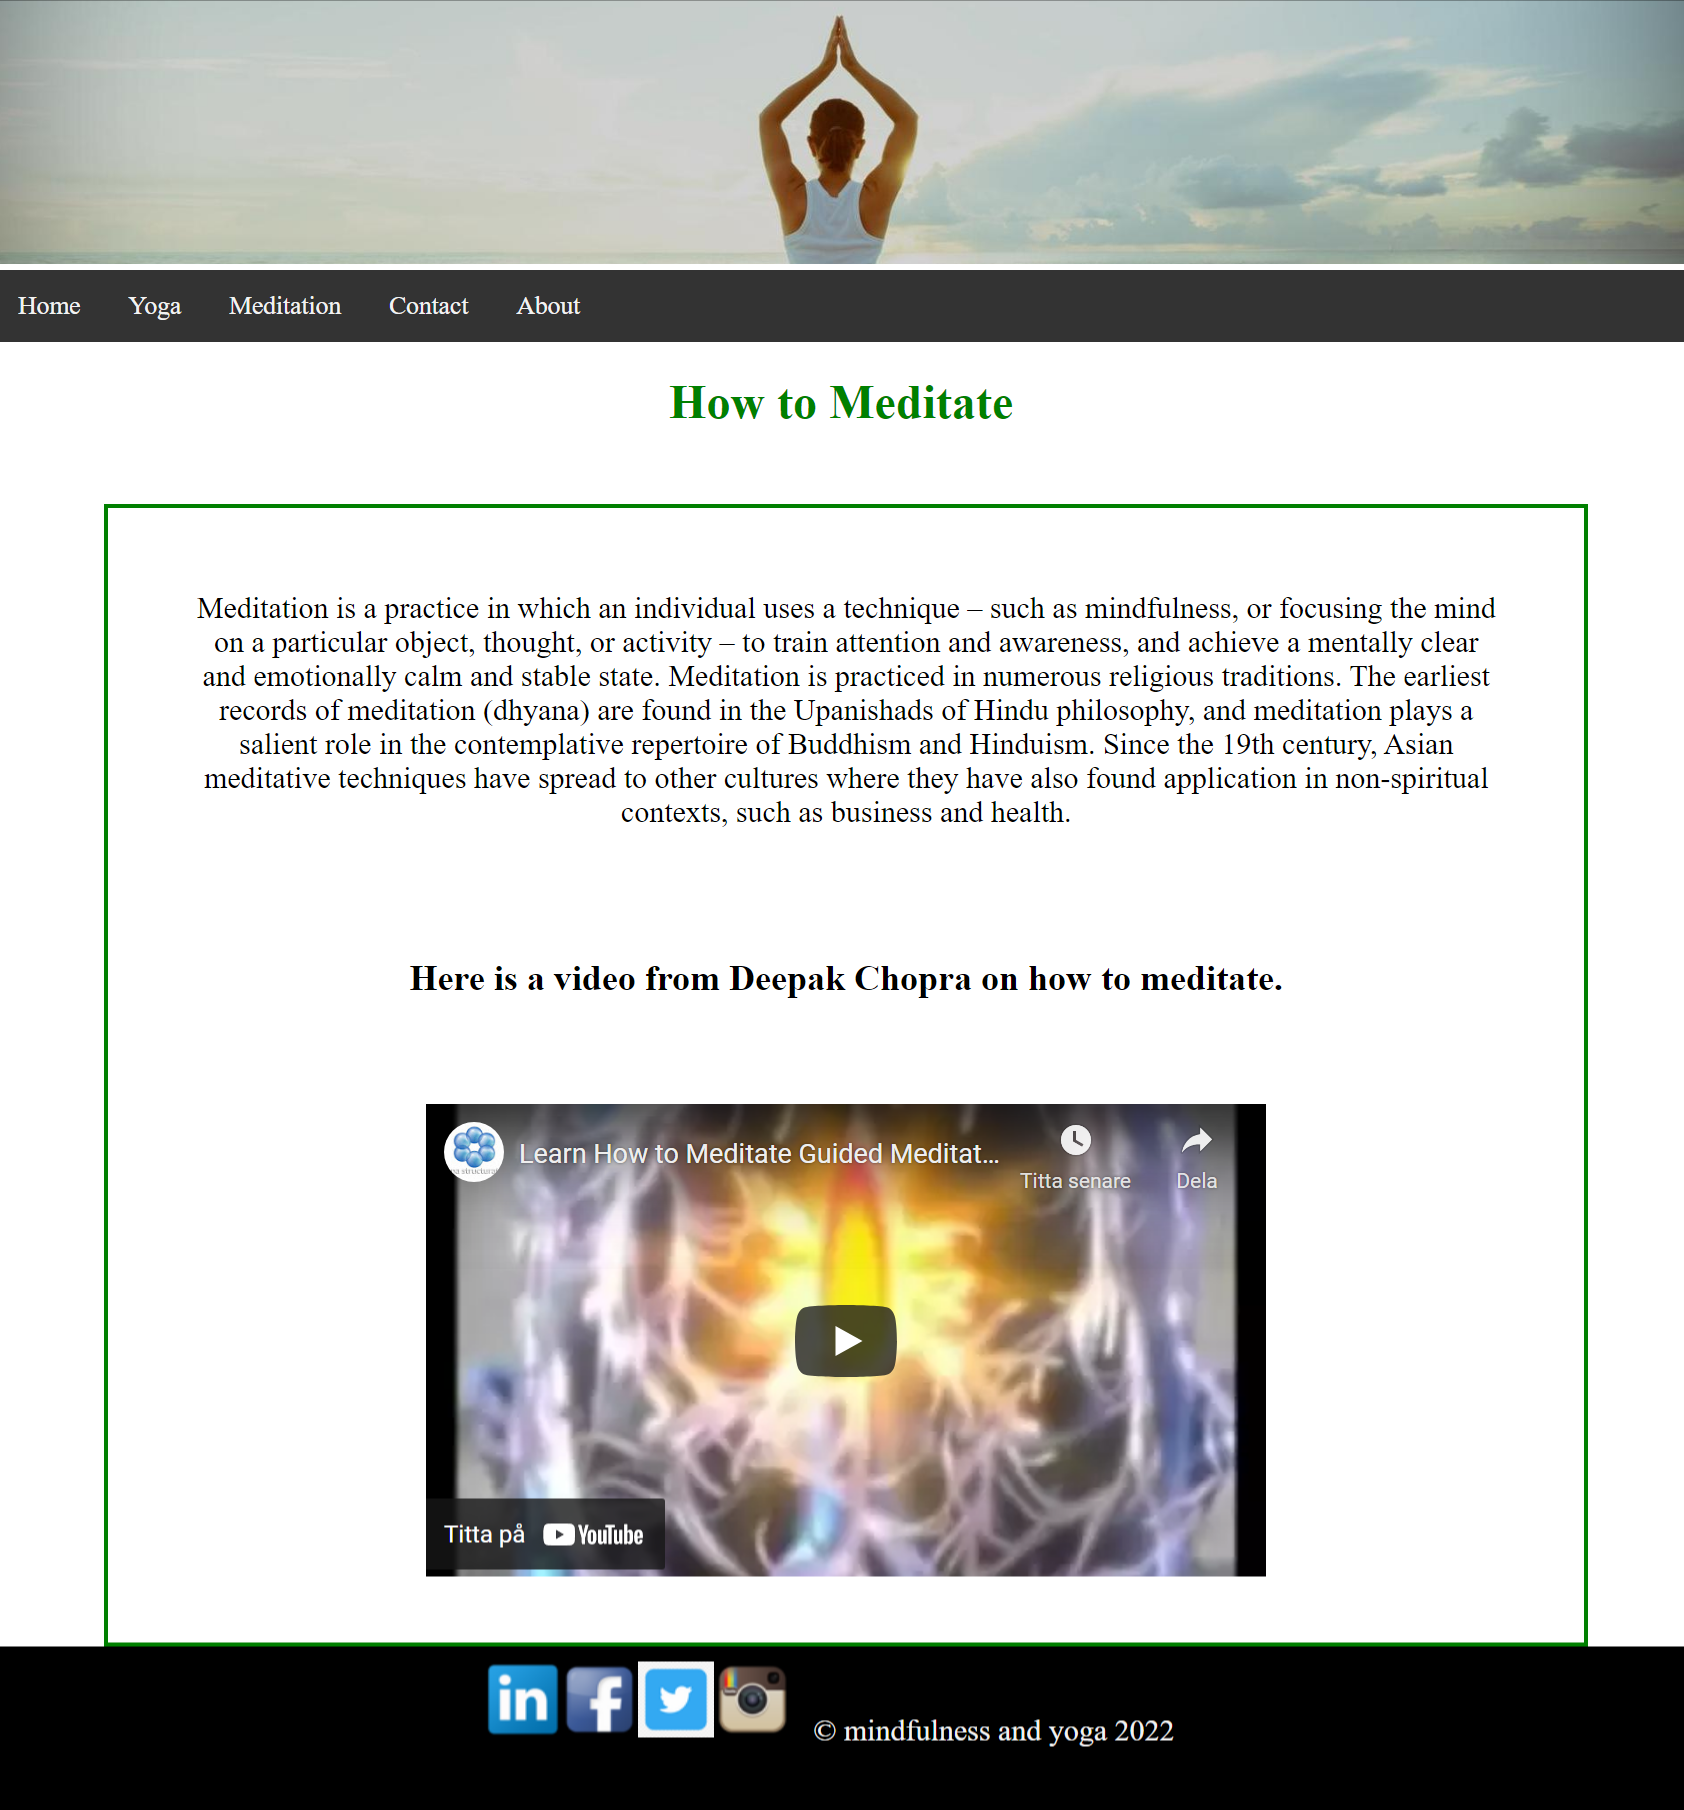 Home Yoga Meditation Contact About
How to Meditate
Meditation is a practice in which an individual uses a technique – such as mindfulness, or focusing the mind
on a particular object, thought, or activity – to train attention and awareness, and achieve a mentally clear
and emotionally calm and stable state. Meditation is practiced in numerous religious traditions. The earliest
records of meditation (dhyana) are found in the Upanishads of Hindu philosophy, and meditation plays a
salient role in the contemplative repertoire of Buddhism and Hinduism. Since the 19th century, Asian
meditative techniques have spread to other cultures where they have also found application in non-spiritual
contexts, such as business and health.
Here is a video from Deepak Chopra on how to meditate.
Learn How to Meditate Guided Meditat...
Titta senare Dela
Titta på YouTube
in f
© mindfulness and yoga 2022